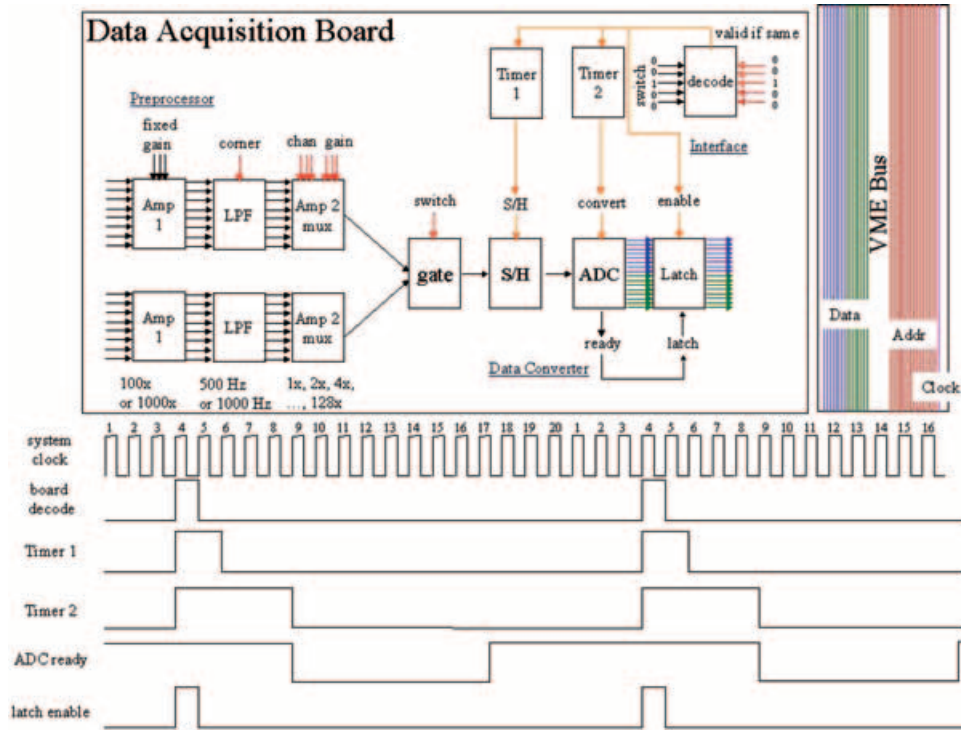 Data Acquisition Board
valid if same
Timer 1
Timer 2
switch
0 0 1 0 0
decode
0 0 1 0 0
Preprocessor
fixed gain
corner
chan gain
Interface
VME Bus
Amp 1
LPF
Amp 2 mux
switch
S/H
convert
enable
gate
S/H
ADC
Latch
Amp 1
LPF
Amp 2 mux
ready
latch
Data
Addr
Data Converter
Clock
100x or 1000x
500 Hz or 1000 Hz
1x, 2x, 4x, ..., 128x
1 2 3 4 5 6 7 8 9 10 11 12 13 14 15 16 17 18 19 20 1 2 3 4 5 6 7 8 9 10 11 12 13 14 15 16
system clock
board decode
Timer 1
Timer 2
ADC ready
latch enable